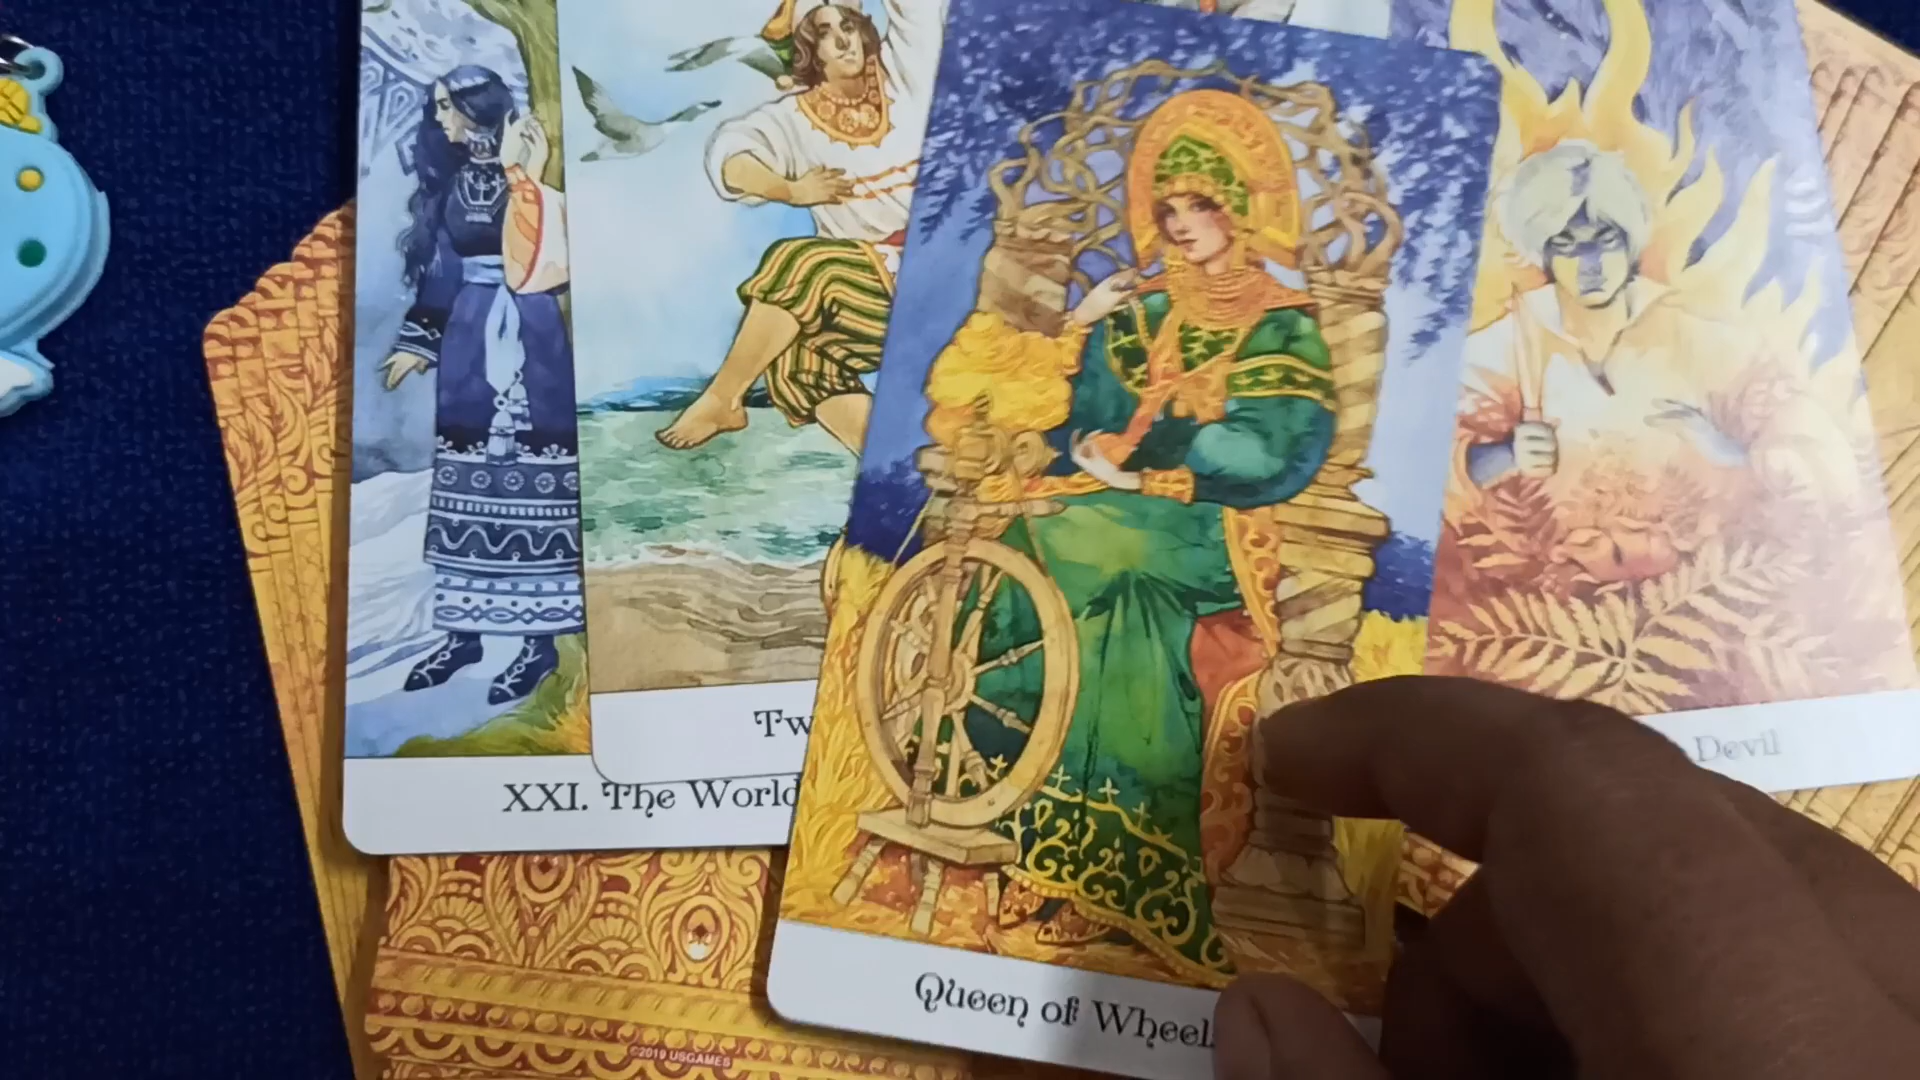 Tw
XXI. The World
Queen of Wheel
Devil
©2019 USGAMES